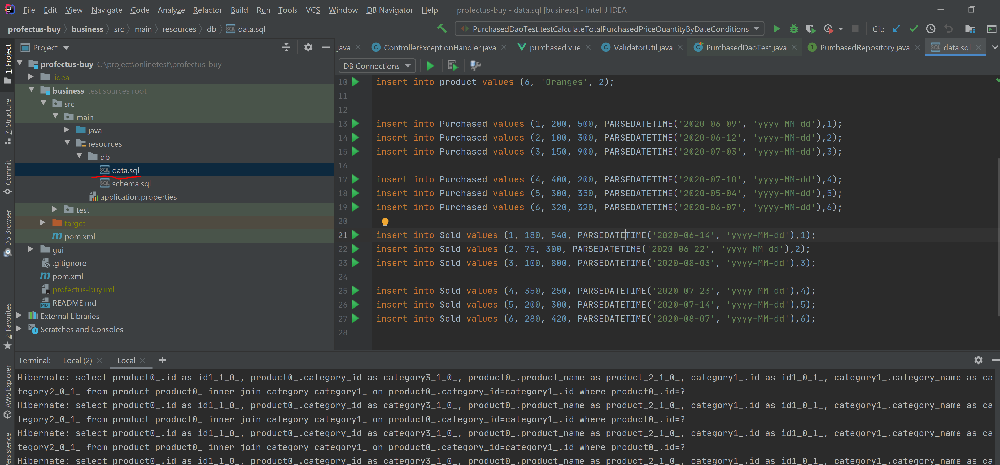 File Edit View Navigate Code Analyze Refactor Build Run Tools VCS Window DB Navigator Help profectus-buy - data.sql [business] - IntelliJ IDEA
profectus-buy business src main resources db data.sql PurchasedDaoTest.testCalculateTotalPurchasedPriceQuantityByDateConditions Git:
Project
.java ControllerExceptionHandler.java purchased.vue ValidatorUtil.java PurchasedDaoTest.java PurchasedRepository.java data.sql
DB Connections
1: Project
7: Structure
Commit
DB Browser
2: Favorites
AWS Explorer
Persistence
profectus-buy C:\project\onlinetest\profectus-buy
.idea
business test sources root
src
main
java
resources
db
data.sql
schema.sql
application.properties
test
target
pom.xml
gui
.gitignore
pom.xml
profectus-buy.iml
README.md
External Libraries
Scratches and Consoles
10 insert into product values (6, 'Oranges', 2);
11
12
13 insert into Purchased values (1, 200, 500, PARSEDATETIME('2020-06-09', 'yyyy-MM-dd'),1);
14 insert into Purchased values (2, 100, 300, PARSEDATETIME('2020-06-12', 'yyyy-MM-dd'),2);
15 insert into Purchased values (3, 150, 900, PARSEDATETIME('2020-07-03', 'yyyy-MM-dd'),3);
16
17 insert into Purchased values (4, 400, 200, PARSEDATETIME('2020-07-18', 'yyyy-MM-dd'),4);
18 insert into Purchased values (5, 300, 350, PARSEDATETIME('2020-05-04', 'yyyy-MM-dd'),5);
19 insert into Purchased values (6, 320, 320, PARSEDATETIME('2020-06-07', 'yyyy-MM-dd'),6);
20
21 insert into Sold values (1, 180, 540, PARSEDATETIME('2020-06-14', 'yyyy-MM-dd'),1);
22 insert into Sold values (2, 75, 300, PARSEDATETIME('2020-06-22', 'yyyy-MM-dd'),2);
23 insert into Sold values (3, 100, 800, PARSEDATETIME('2020-08-03', 'yyyy-MM-dd'),3);
24
25 insert into Sold values (4, 350, 250, PARSEDATETIME('2020-07-23', 'yyyy-MM-dd'),4);
26 insert into Sold values (5, 200, 300, PARSEDATETIME('2020-07-14', 'yyyy-MM-dd'),5);
27 insert into Sold values (6, 280, 420, PARSEDATETIME('2020-08-07', 'yyyy-MM-dd'),6);
28
Terminal: Local (2) Local
Hibernate: select product0_.id as id1_1_0_, product0_.category_id as category3_1_0_, product0_.product_name as product_2_1_0_, category1_.id as id1_0_1_, category1_.category_name as ca
tegory2_0_1_ from product product0_ inner join category category1_ on product0_.category_id=category1_.id where product0_.id=?
Hibernate: select product0_.id as id1_1_0_, product0_.category_id as category3_1_0_, product0_.product_name as product_2_1_0_, category1_.id as id1_0_1_, category1_.category_name as ca
tegory2_0_1_ from product product0_ inner join category category1_ on product0_.category_id=category1_.id where product0_.id=?
Hibernate: select product0_.id as id1_1_0_, product0_.category_id as category3_1_0_, product0_.product_name as product_2_1_0_, category1_.id as id1_0_1_, category1_.category_name as ca
tegory2_0_1_ from product product0_ inner join category category1_ on product0_.category_id=category1_.id where product0_.id=?
Hibernate: select product0_.id as id1_1_0_, product0_.category_id as category3_1_0_, product0_.product_name as product_2_1_0_, category1_.id as id1_0_1_, category1_.category_name as ca